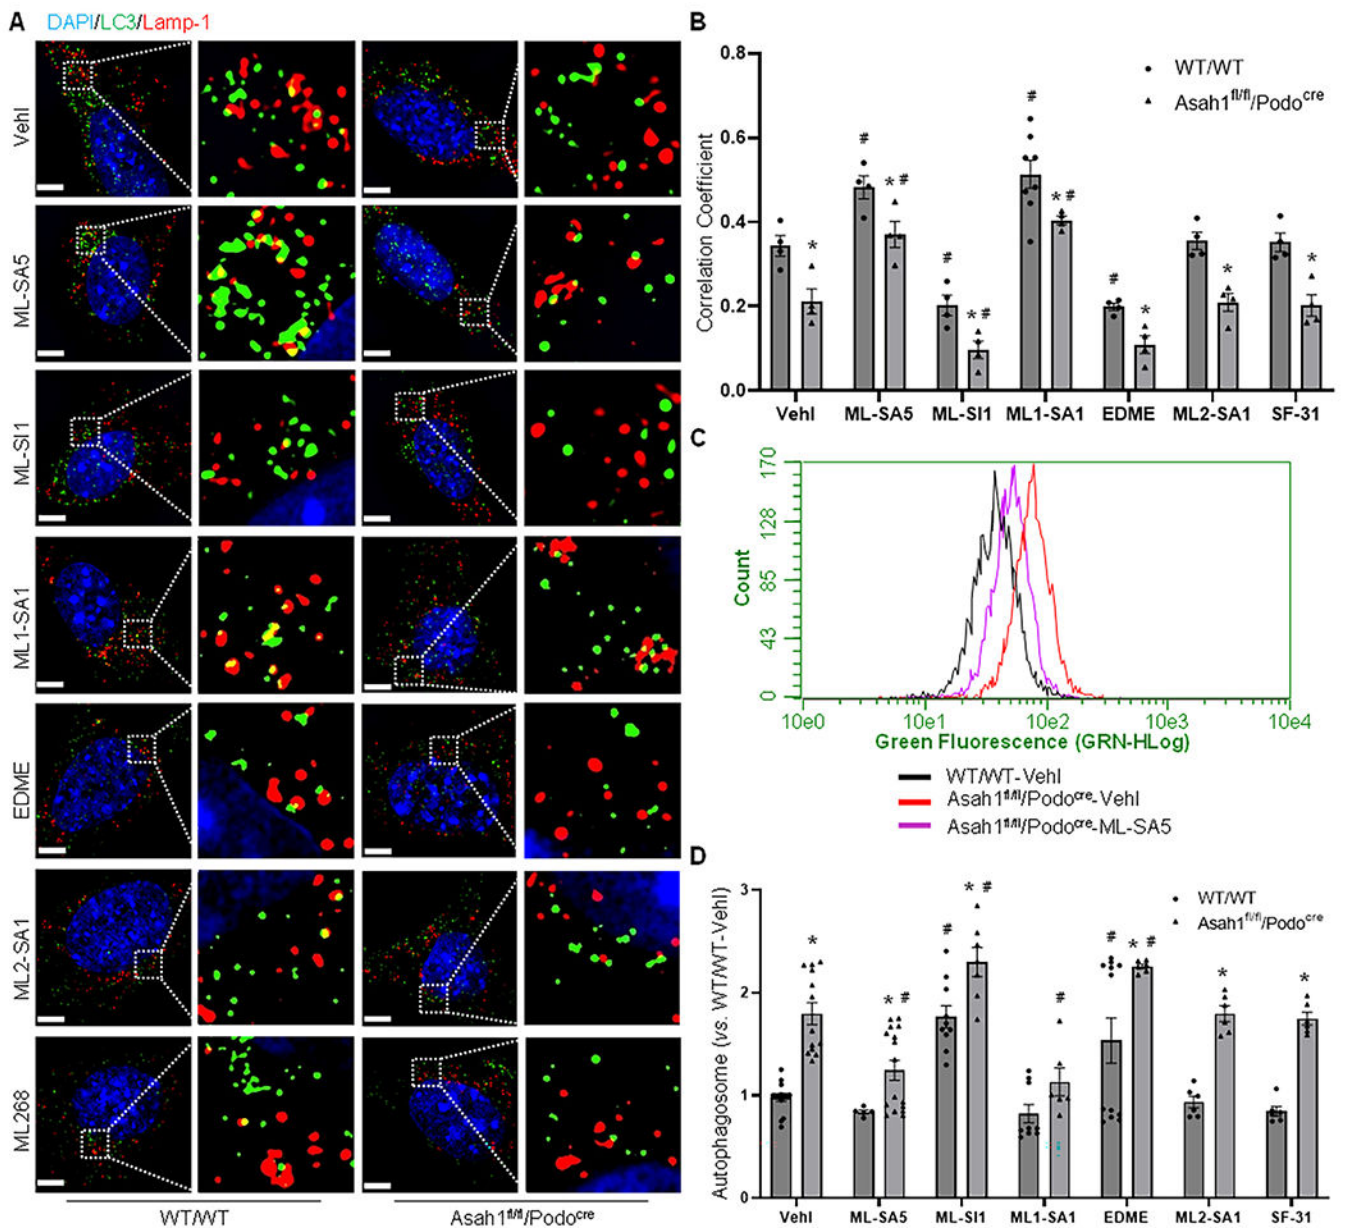 A
DAPI/LC3/Lamp-1
Vehl
ML-SA5
ML-SI1
ML1-SA1
EDME
ML2-SA1
ML268
WT/WT
Asah1fl/fl/Podocre
B
Correlation Coefficient
0.8
0.6
0.4
0.2
0.0
WT/WT
Asah1fl/fl/Podocre
*
#
* #
#
* #
#
* #
#
*
*
*
Vehl ML-SA5 ML-SI1 ML1-SA1 EDME ML2-SA1 SF-31
C
Count
170
128
85
43
0
10e0 10e1 10e2 10e3 10e4
Green Fluorescence (GRN-HLog)
WT/WT-Vehl
Asah1fl/fl/Podocre-Vehl
Asah1fl/fl/Podocre-ML-SA5
D
Autophagosome (vs. WT/WT-Vehl)
3
2
1
0
WT/WT
Asah1fl/fl/Podocre
*
* #
#
* #
#
#
* #
*
*
Vehl ML-SA5 ML-SI1 ML1-SA1 EDME ML2-SA1 SF-31